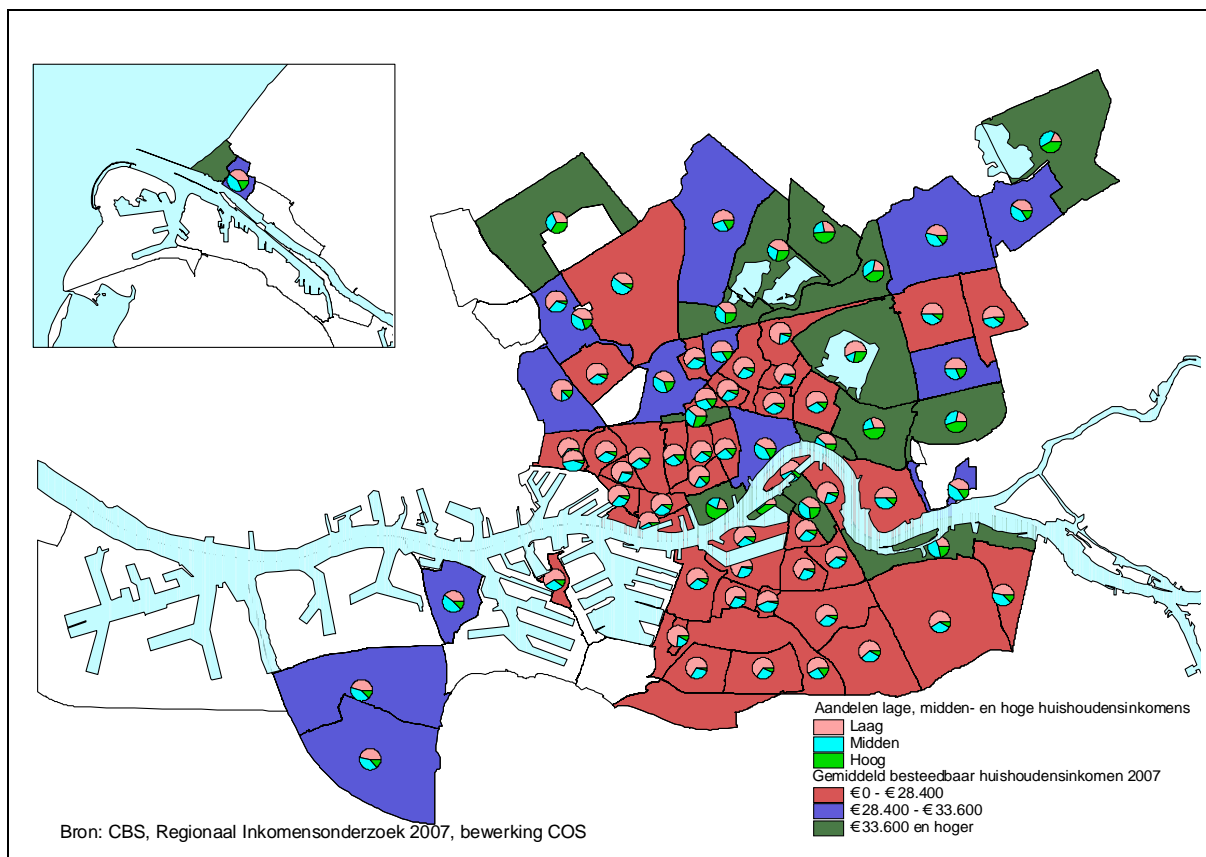 Aandelen lage, midden- en hoge huishoudensinkomens
Laag
Midden
Hoog
Gemiddeld besteedbaar huishoudensinkomen 2007
€0 - €28.400
€28.400 - €33.600
€33.600 en hoger
Bron: CBS, Regionaal Inkomensonderzoek 2007, bewerking COS